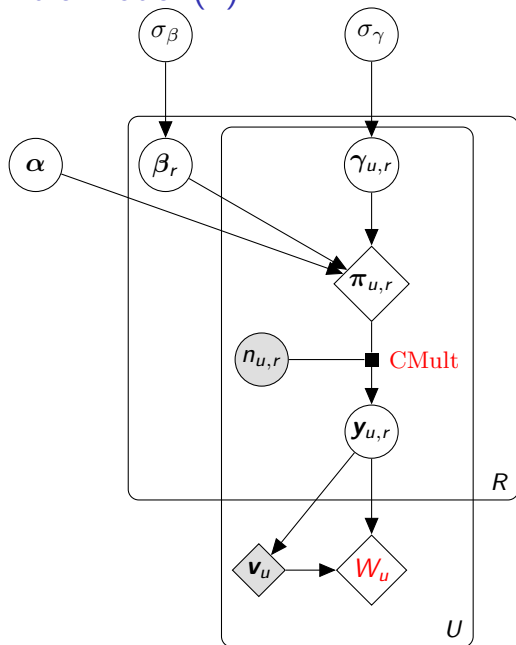 σ_β σ_γ
α β_r γ_{u,r}
π_{u,r}
n_{u,r} CMult
y_{u,r}
R
v_u W_u
U